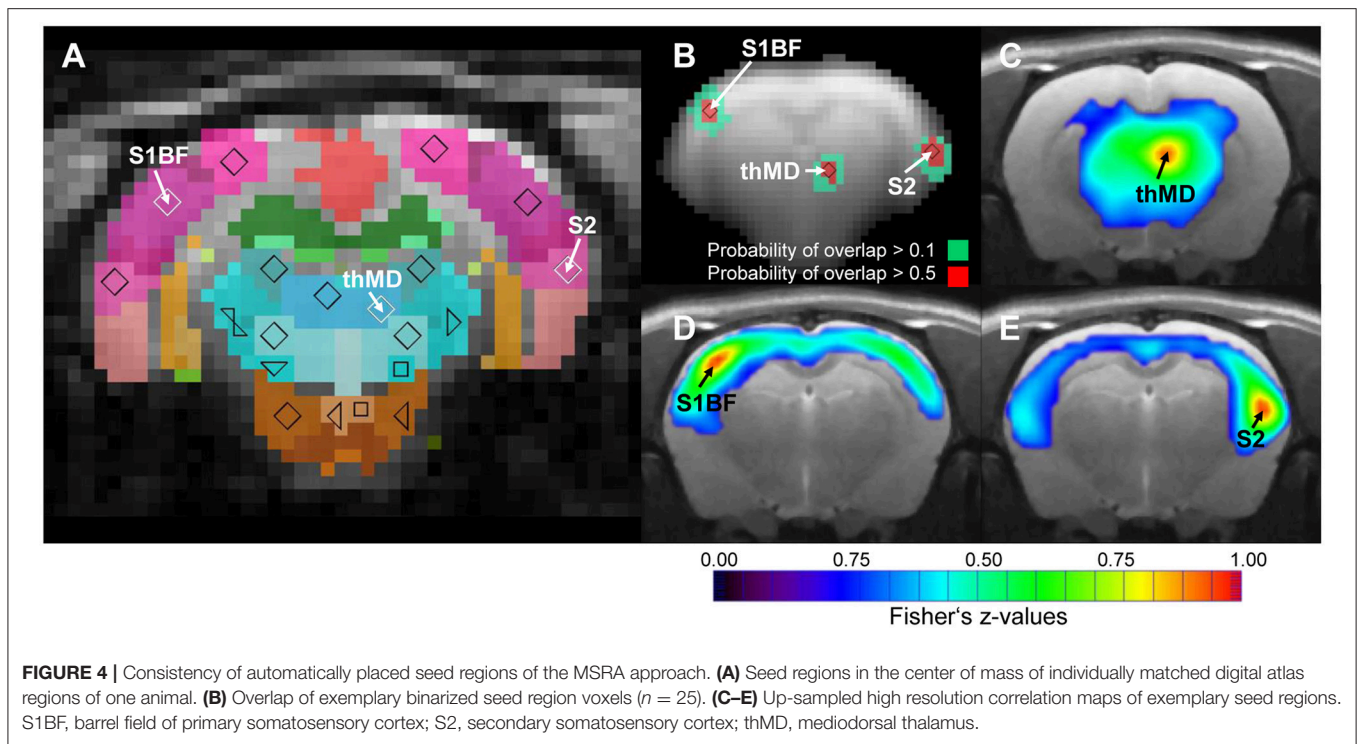 A
S1BF
S2
thMD
B
S1BF
thMD
S2
Probability of overlap > 0.1
Probability of overlap > 0.5
C
thMD
D
S1BF
E
S2
0.00 0.75 0.50 0.75 1.00
Fisher‘s z-values
FIGURE 4 | Consistency of automatically placed seed regions of the MSRA approach. (A) Seed regions in the center of mass of individually matched digital atlas
regions of one animal. (B) Overlap of exemplary binarized seed region voxels (n = 25). (C–E) Up-sampled high resolution correlation maps of exemplary seed regions.
S1BF, barrel field of primary somatosensory cortex; S2, secondary somatosensory cortex; thMD, mediodorsal thalamus.